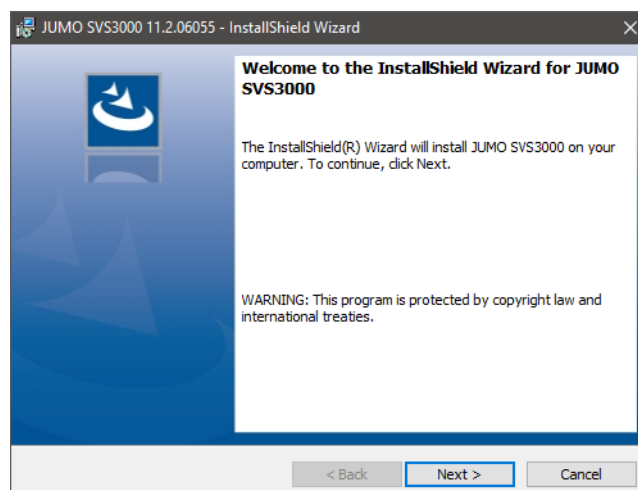 JUMO SVS3000 11.2.06055 - InstallShield Wizard
Welcome to the InstallShield Wizard for JUMO
SVS3000
The InstallShield(R) Wizard will install JUMO SVS3000 on your
computer. To continue, click Next.
WARNING: This program is protected by copyright law and
international treaties.
< Back
Next >
Cancel